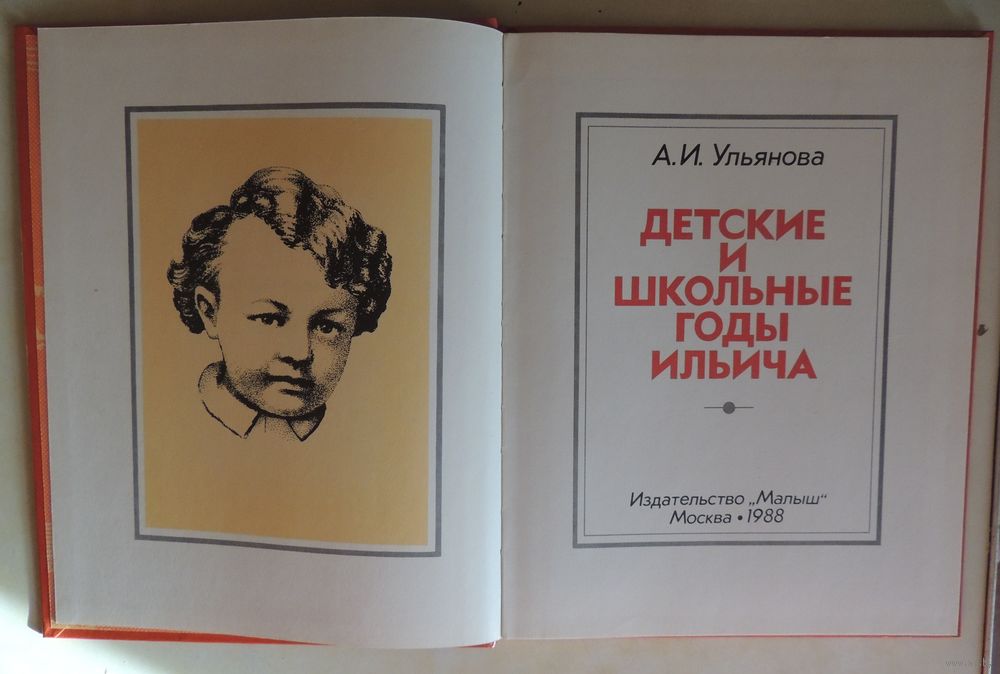 А.И. Ульянова
ДЕТСКИЕ
И
ШКОЛЬНЫЕ
ГОДЫ
ИЛЬИЧА
Издательство „Малыш“
Москва • 1988